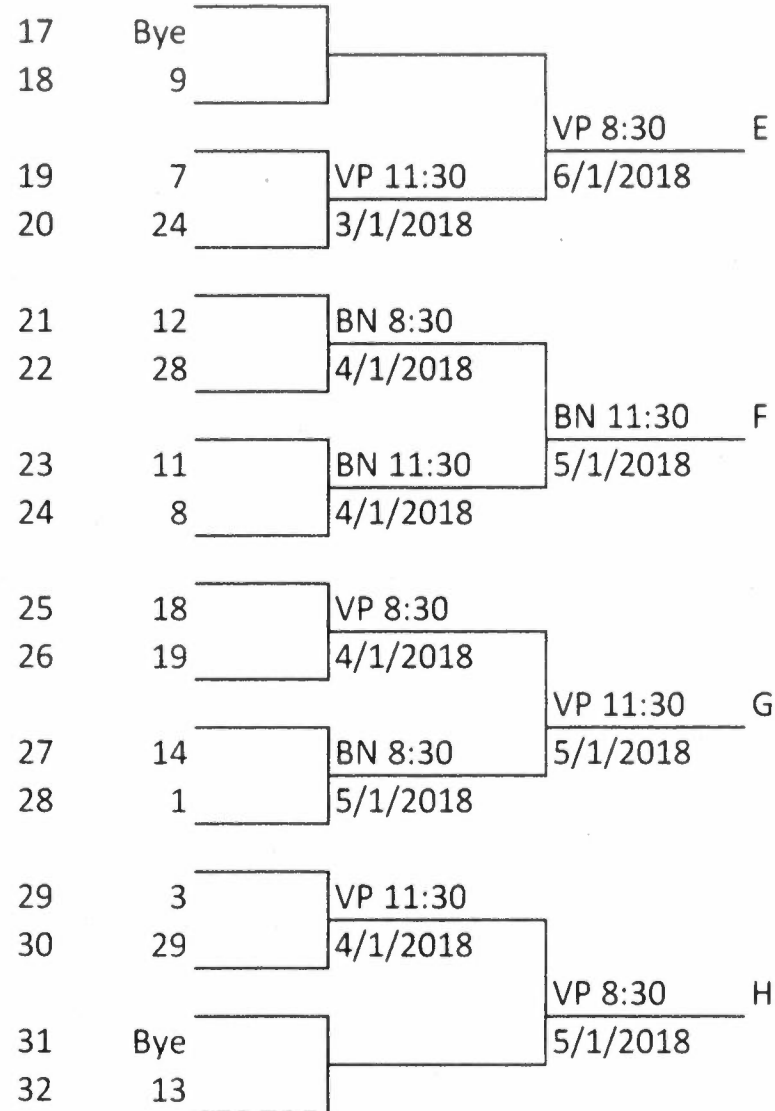 17 Bye
18 9
VP 8:30 E
19 7 VP 11:30 6/1/2018
20 24 3/1/2018
21 12 BN 8:30
22 28 4/1/2018
BN 11:30 F
23 11 BN 11:30 5/1/2018
24 8 4/1/2018
25 18 VP 8:30
26 19 4/1/2018
VP 11:30 G
27 14 BN 8:30 5/1/2018
28 1 5/1/2018
29 3 VP 11:30
30 29 4/1/2018
VP 8:30 H
31 Bye 5/1/2018
32 13